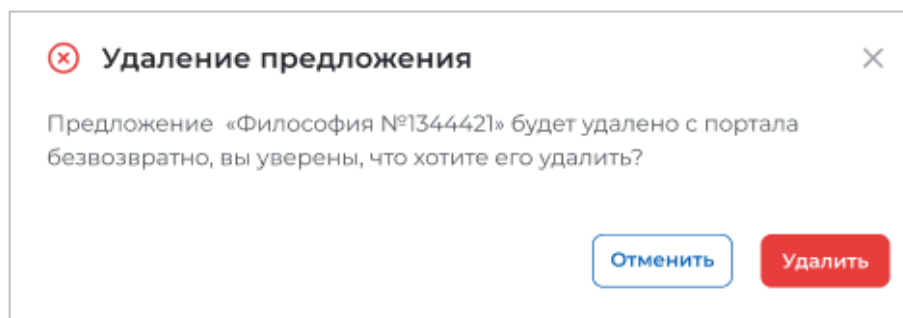 Удаление предложения
Предложение «Философия №1344421» будет удалено с портала
безвозвратно, вы уверены, что хотите его удалить?
Отменить
Удалить